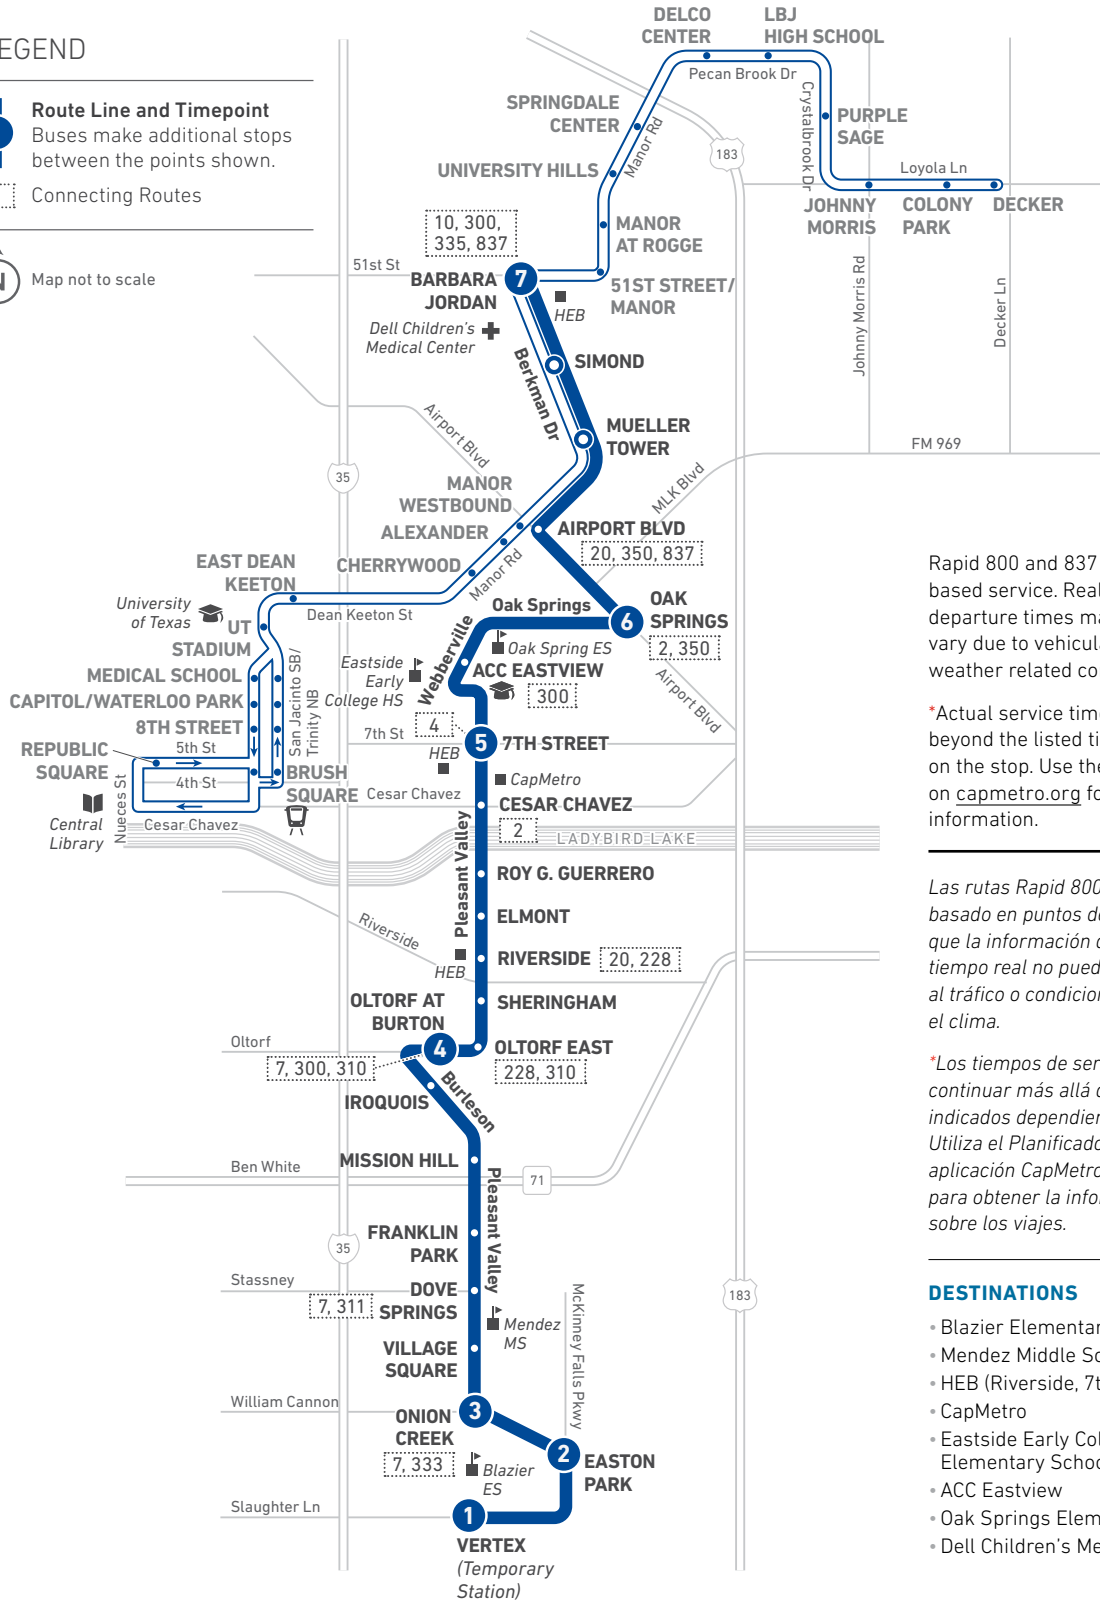 EGEND
Route Line and Timepoint
Buses make additional stops
between the points shown.
Connecting Routes
Map not to scale
DELCO
CENTER
LBJ
HIGH SCHOOL
Pecan Brook Dr
SPRINGDALE
CENTER
Manor Rd
Crystalbrook Dr
PURPLE
SAGE
183
UNIVERSITY HILLS
Loyola Ln
JOHNNY
MORRIS
COLONY
PARK
DECKER
10, 300,
335, 837
MANOR
AT ROGGE
51st St
BARBARA
JORDAN
7
51ST STREET/
MANOR
HEB
Johnny Morris Rd
Decker Ln
Dell Children's
Medical Center
Berkman Dr
SIMOND
MUELLER
TOWER
Airport Blvd
FM 969
35
MLK Blvd
MANOR
WESTBOUND
ALEXANDER
AIRPORT BLVD
20, 350, 837
CHERRYWOOD
Manor Rd
EAST DEAN
KEETON
Dean Keeton St
University
of Texas
UT
STADIUM
Oak Springs
6
OAK
SPRINGS
2, 350
Webberville
Oak Spring ES
Eastside
Early
College HS
ACC EASTVIEW
300
Airport Blvd
MEDICAL SCHOOL
CAPITOL/WATERLOO PARK
8TH STREET
San Jacinto SB/
Trinity NB
4
7th St
HEB
5
7TH STREET
REPUBLIC
SQUARE
5th St
4th St
BRUSH
SQUARE
CapMetro
Cesar Chavez
CESAR CHAVEZ
2
Nueces St
Central
Library
Cesar Chavez
LADYBIRD LAKE
Pleasant Valley
ROY G. GUERRERO
ELMONT
Riverside
HEB
RIVERSIDE
20, 228
SHERINGHAM
OLTORF AT
BURTON
Oltorf
4
OLTORF EAST
228, 310
7, 300, 310
Burleson
IROQUOIS
MISSION HILL
Ben White
71
Pleasant Valley
35
FRANKLIN
PARK
Stassney
DOVE
SPRINGS
7, 311
McKinney Falls Pkwy
183
Mendez
MS
VILLAGE
SQUARE
William Cannon
ONION
CREEK
3
7, 333
Blazier
ES
2
EASTON
PARK
Slaughter Ln
1
VERTEX
(Temporary
Station)
Rapid 800 and 837
based service. Real
departure times ma
vary due to vehicula
weather related co
*Actual service time
beyond the listed ti
on the stop. Use the
on capmetro.org fo
information.
Las rutas Rapid 800
basado en puntos de
que la información d
tiempo real no pued
al tráfico o condicion
el clima.
*Los tiempos de ser
continuar más allá d
indicados dependien
Utiliza el Planificado
aplicación CapMetro
para obtener la infor
sobre los viajes.
DESTINATIONS
• Blazier Elementar
• Mendez Middle Sc
• HEB (Riverside, 7t
• CapMetro
• Eastside Early Col
Elementary Schoo
• ACC Eastview
• Oak Springs Elem
• Dell Children's Me